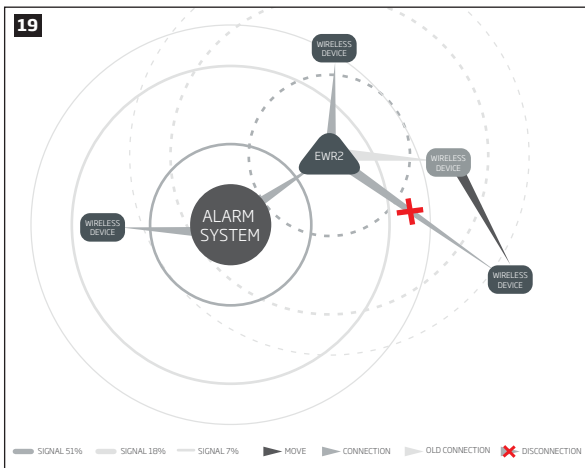 19
WIRELESS
DEVICE
EWR2
WIRELESS
DEVICE
ALARM
SYSTEM
WIRELESS
DEVICE
WIRELESS
DEVICE
SIGNAL 51%
SIGNAL 18%
SIGNAL 7%
MOVE
CONNECTION
OLD CONNECTION
DISCONNECTION